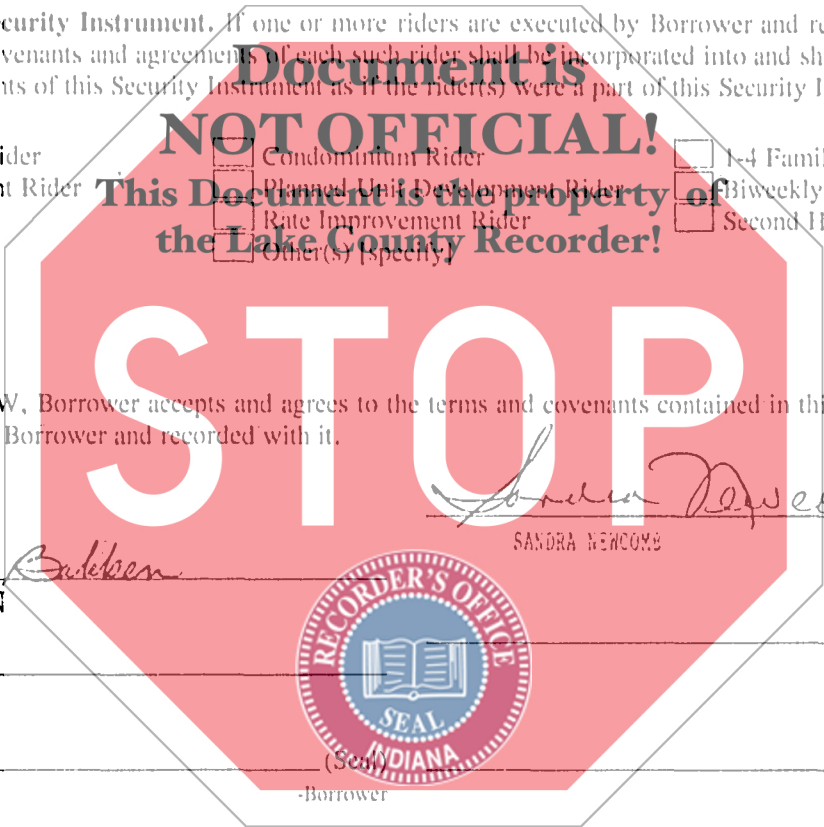 curity Instrument. If one or more riders are executed by Borrower and re
venants and agreements of each such rider shall be incorporated into and sh
nts of this Security Instrument as if the rider(s) were a part of this Security I
Document is
NOT OFFICIAL!
This Document is the property of
the Lake County Recorder!
ider
Condominium Rider
1-4 Famil
t Rider
Planned Unit Development Rider
Biweekly
Rate Improvement Rider
Second H
Other(s) [specify]
STOP
W, Borrower accepts and agrees to the terms and covenants contained in thi
Borrower and recorded with it.
Sandra Newco
SANDRA NEWCOMB
Bakken
N
RECORDER'S OFFICE
SEAL
INDIANA
(Seal)
-Borrower